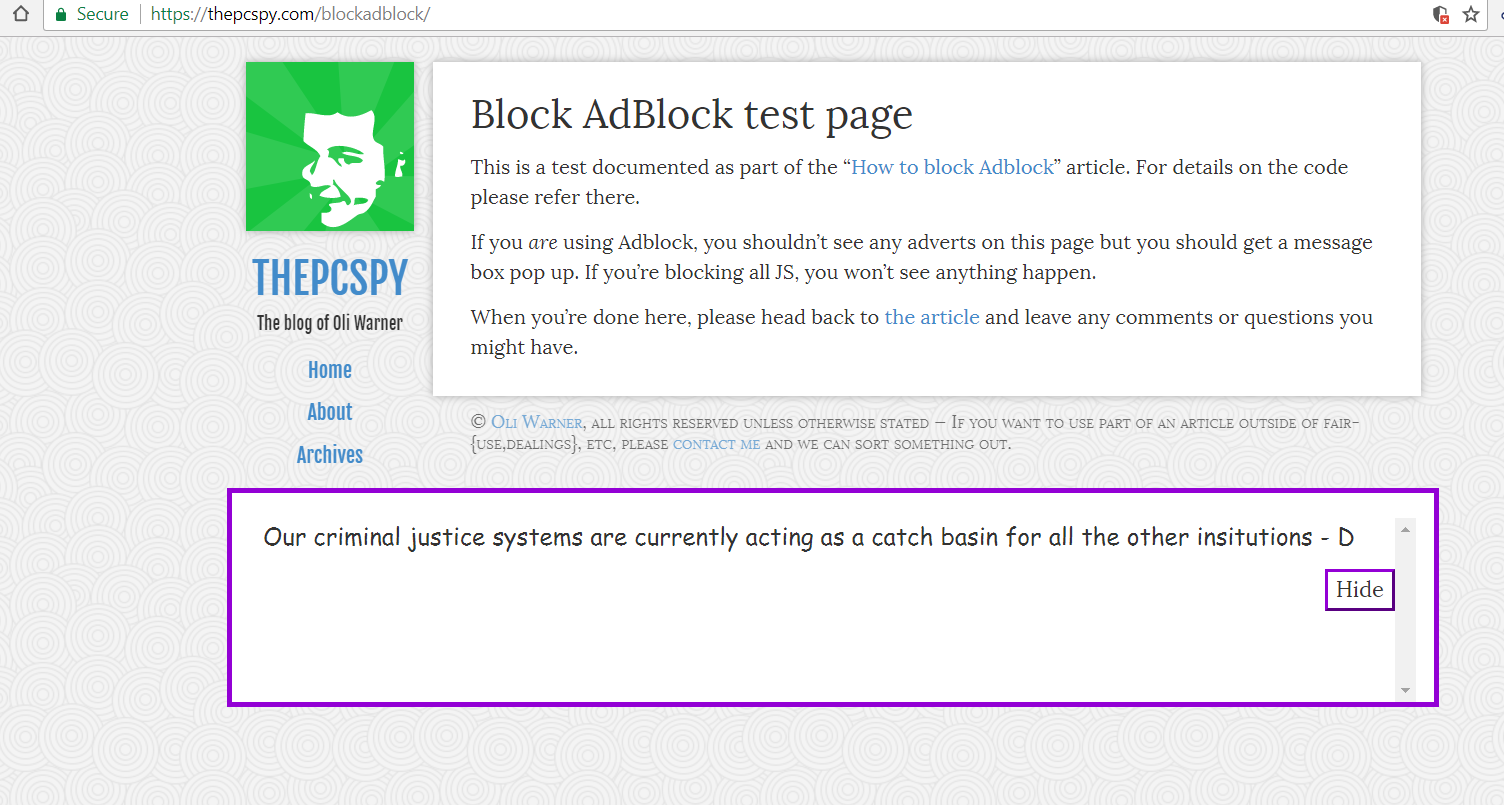 Secure https://thepcspy.com/blockadblock/
Block AdBlock test page
This is a test documented as part of the “How to block Adblock” article. For details on the code
please refer there.
If you are using Adblock, you shouldn’t see any adverts on this page but you should get a message
box pop up. If you’re blocking all JS, you won’t see anything happen.
When you’re done here, please head back to the article and leave any comments or questions you
might have.
THEPCSPY
The blog of Oli Warner
Home
About
Archives
© Oli Warner, all rights reserved unless otherwise stated — If you want to use part of an article outside of fair-
{use,dealings}, etc, please contact me and we can sort something out.
Our criminal justice systems are currently acting as a catch basin for all the other insitutions - D
Hide